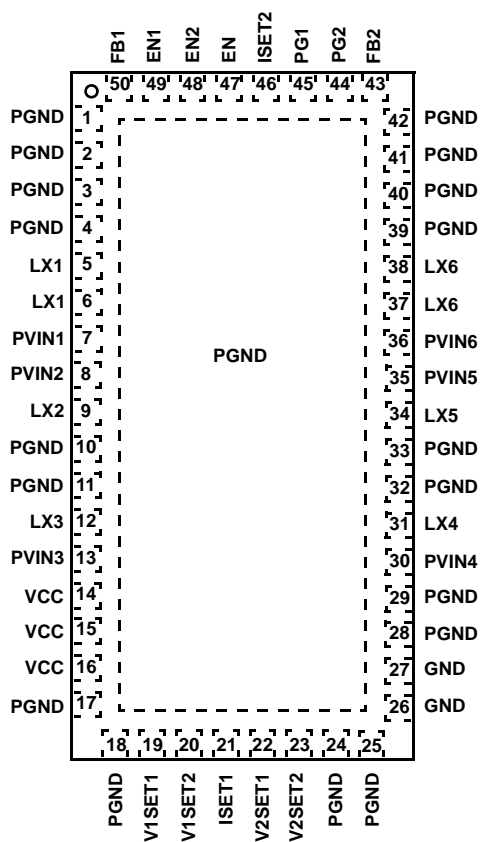 FB1 EN1 EN2 EN ISET2 PG1 PG2 FB2
50 49 48 47 46 45 44 43
PGND 1 42 PGND
PGND 2 41 PGND
PGND 3 40 PGND
PGND 4 39 PGND
LX1 5 38 LX6
LX1 6 37 LX6
PVIN1 7 36 PVIN6
PGND
PVIN2 8 35 PVIN5
LX2 9 34 LX5
PGND 10 33 PGND
PGND 11 32 PGND
LX3 12 31 LX4
PVIN3 13 30 PVIN4
VCC 14 29 PGND
VCC 15 28 PGND
VCC 16 27 GND
PGND 17 26 GND
18 19 20 21 22 23 24 25
PGND V1SET1 V1SET2 ISET1 V2SET1 V2SET2 PGND PGND